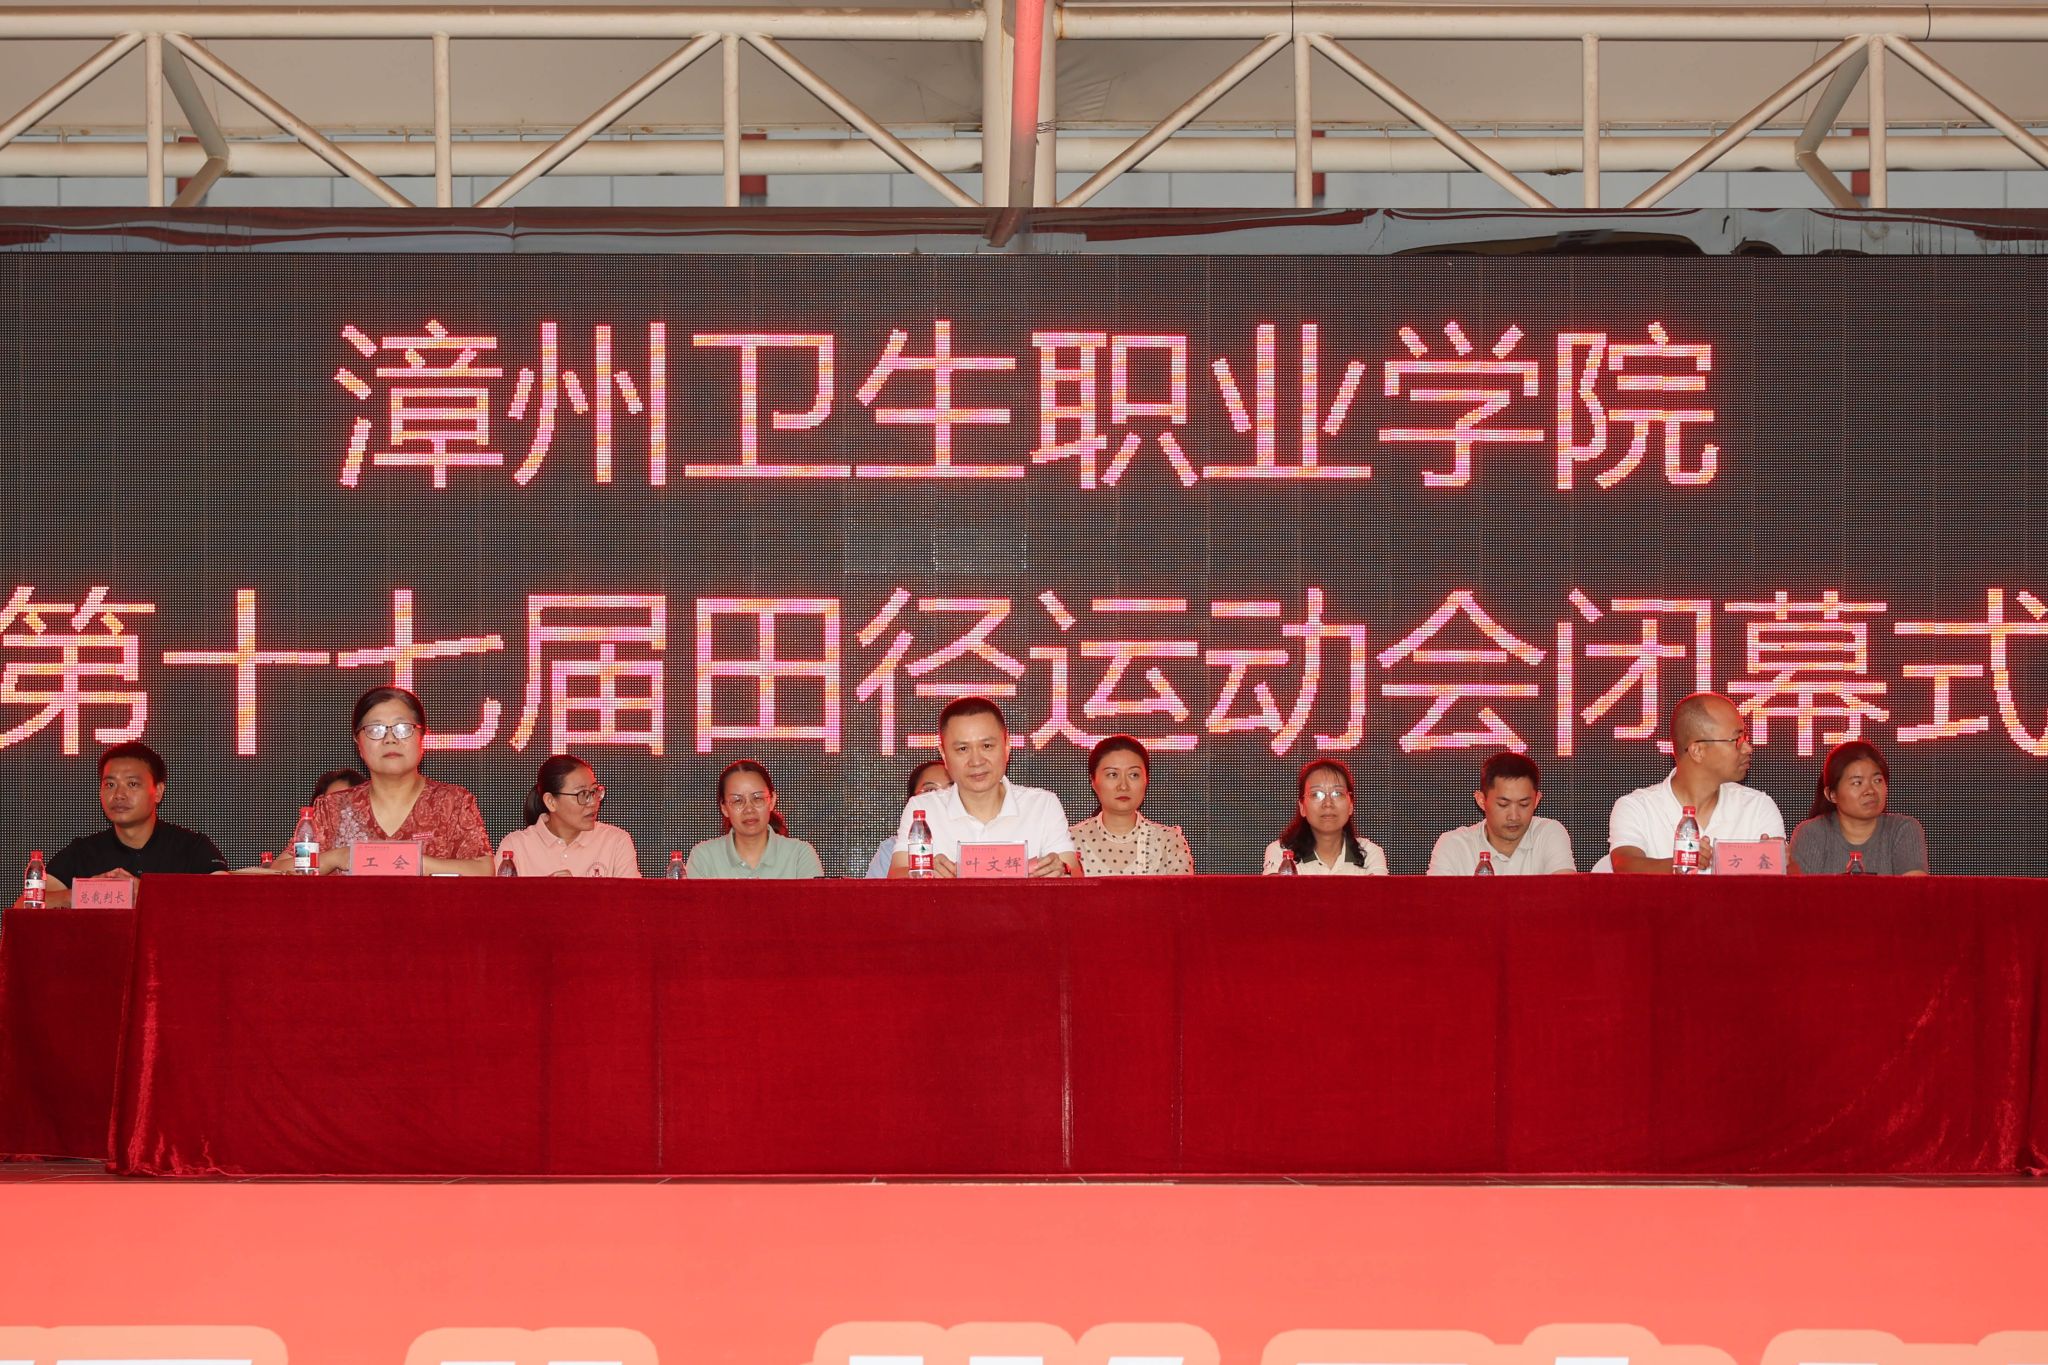 漳州卫生职业学院
第十七届田径运动会闭幕式
工会
叶文辉
方鑫
总裁判长